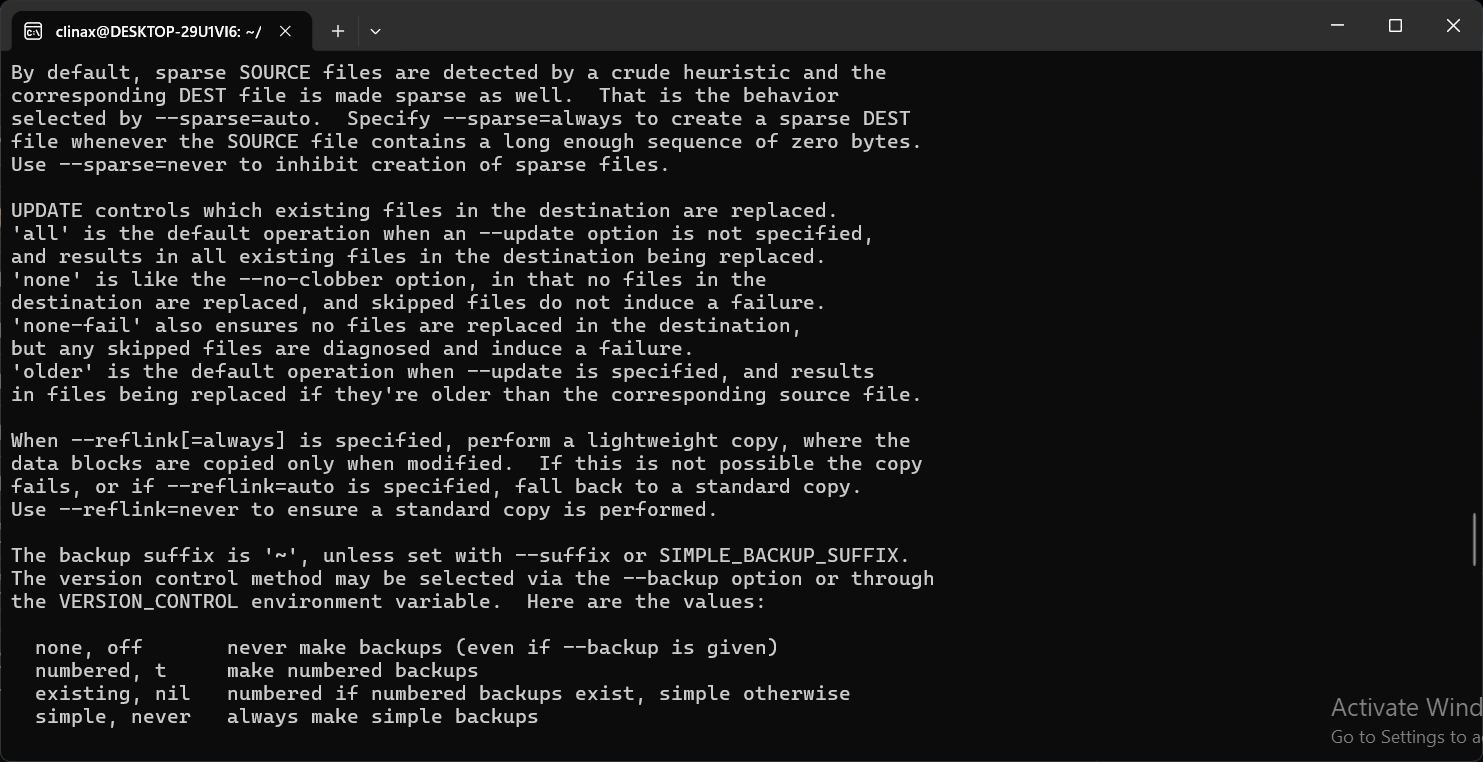 clinax@DESKTOP-29U1VI6: ~/
By default, sparse SOURCE files are detected by a crude heuristic and the
corresponding DEST file is made sparse as well.  That is the behavior
selected by --sparse=auto.  Specify --sparse=always to create a sparse DEST
file whenever the SOURCE file contains a long enough sequence of zero bytes.
Use --sparse=never to inhibit creation of sparse files.

UPDATE controls which existing files in the destination are replaced.
'all' is the default operation when an --update option is not specified,
and results in all existing files in the destination being replaced.
'none' is like the --no-clobber option, in that no files in the
destination are replaced, and skipped files do not induce a failure.
'none-fail' also ensures no files are replaced in the destination,
but any skipped files are diagnosed and induce a failure.
'older' is the default operation when --update is specified, and results
in files being replaced if they're older than the corresponding source file.

When --reflink[=always] is specified, perform a lightweight copy, where the
data blocks are copied only when modified.  If this is not possible the copy
fails, or if --reflink=auto is specified, fall back to a standard copy.
Use --reflink=never to ensure a standard copy is performed.

The backup suffix is '~', unless set with --suffix or SIMPLE_BACKUP_SUFFIX.
The version control method may be selected via the --backup option or through
the VERSION_CONTROL environment variable.  Here are the values:

  none, off       never make backups (even if --backup is given)
  numbered, t     make numbered backups
  existing, nil   numbered if numbered backups exist, simple otherwise
  simple, never   always make simple backups
Activate Wind
Go to Settings to a